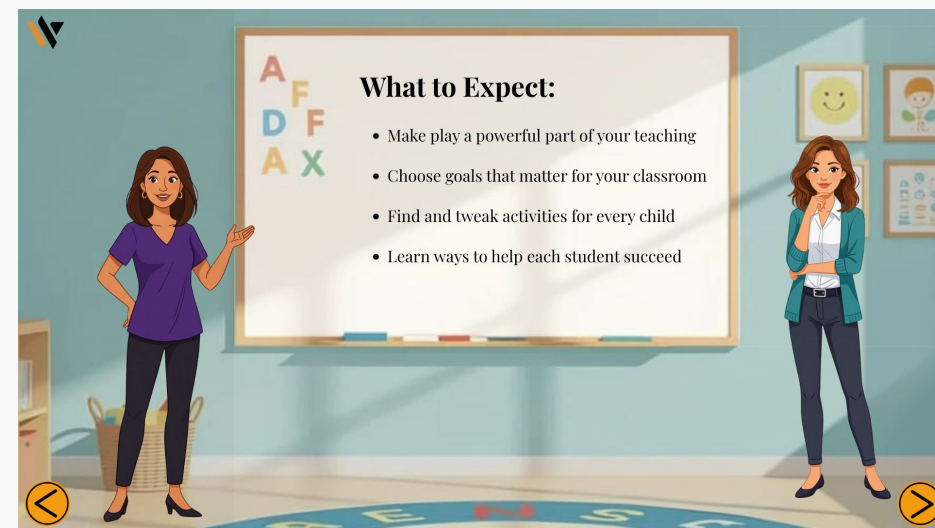 What to Expect:
A
F
D F
A X
• Make play a powerful part of your teaching
• Choose goals that matter for your classroom
• Find and tweak activities for every child
• Learn ways to help each student succeed